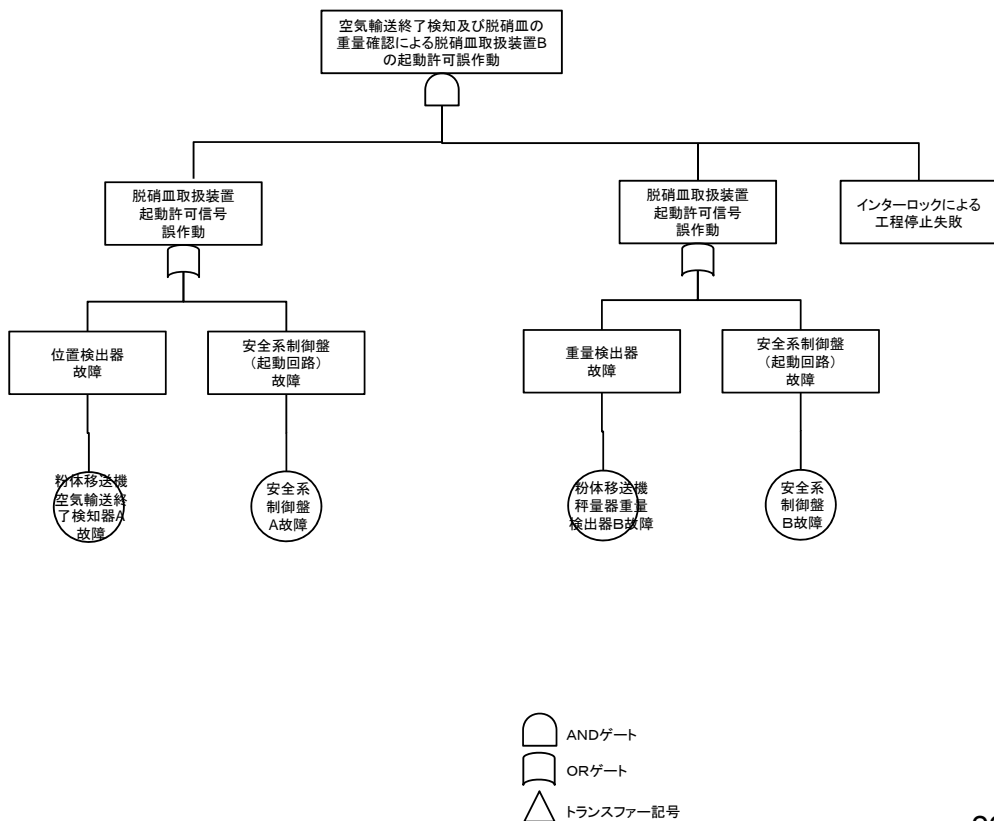 空気輸送終了検知及び脱硝皿の
重量確認による脱硝皿取扱装置B
の起動許可誤作動
脱硝皿取扱装置
起動許可信号
誤作動
脱硝皿取扱装置
起動許可信号
誤作動
インターロックによる
工程停止失敗
位置検出器
故障
安全系制御盤
（起動回路）
故障
重量検出器
故障
安全系制御盤
（起動回路）
故障
粉体移送機
空気輸送終
了検知器A
故障
安全系
制御盤
A故障
粉体移送機
秤量器重量
検出器B故障
安全系
制御盤
B故障
ANDゲート
ORゲート
トランスファー記号